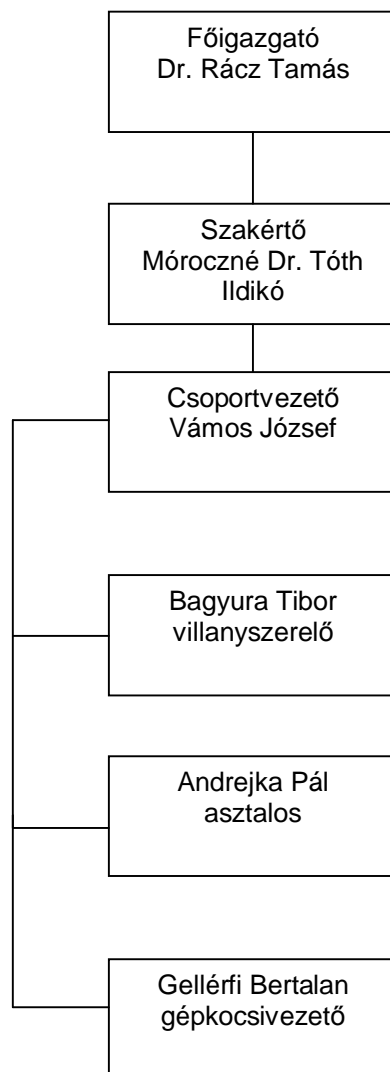 Főigazgató
Dr. Rácz Tamás
Szakértő
Móroczné Dr. Tóth
Ildikó
Csoportvezető
Vámos József
Bagyura Tibor
villanyszerelő
Andrejka Pál
asztalos
Gellérfi Bertalan
gépkocsivezető